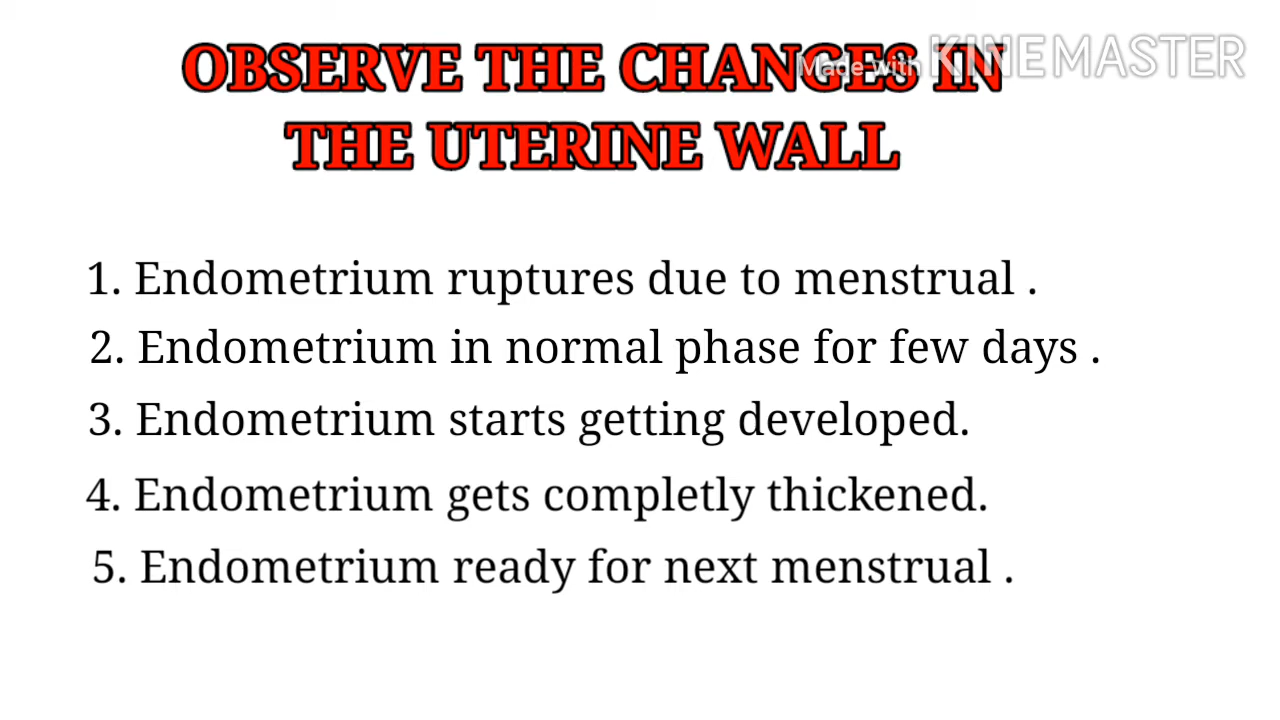 OBSERVE THE CHANGES IN
Made with KINEMASTER
THE UTERINE WALL
1. Endometrium ruptures due to menstrual .
2. Endometrium in normal phase for few days .
3. Endometrium starts getting developed.
4. Endometrium gets completly thickened.
5. Endometrium ready for next menstrual .